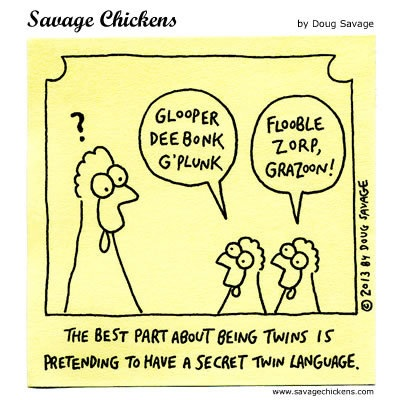 Savage Chickens
by Doug Savage
?
GLOOPER
DEE BONK
G'PLUNK
FLOOBLE
ZORP,
GRAZOON!
© 2013 BY DOUG SAVAGE
THE BEST PART ABOUT BEING TWINS IS
PRETENDING TO HAVE A SECRET TWIN LANGUAGE.
www.savagechickens.com